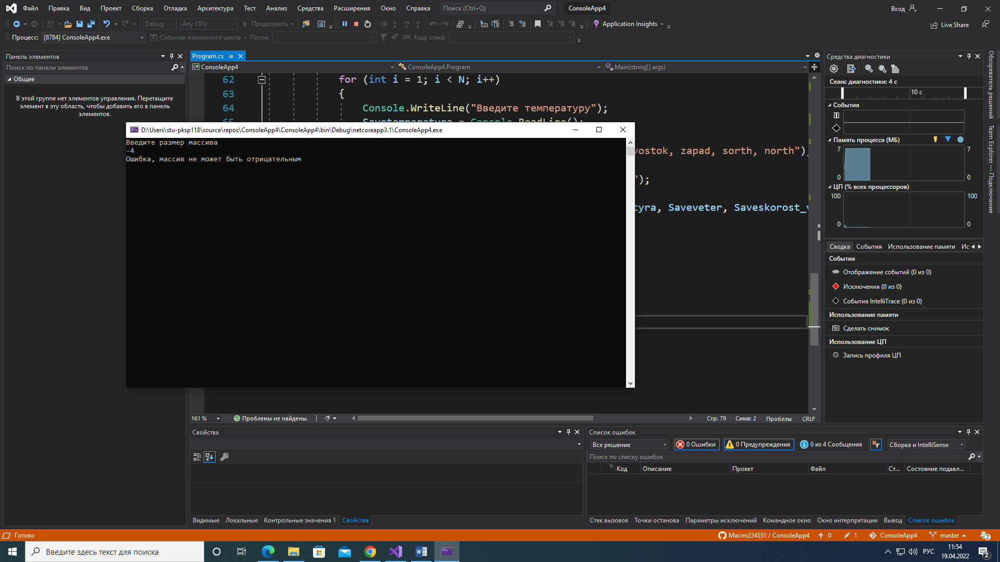 Файл Правка Вид Проект Сборка Отладка Архитектура Тест Анализ Средства Расширения Окно Справка Поиск (Ctrl+Q) ConsoleApp4 Вход
Debug Any CPU Продолжить Application Insights Live Share
Процесс: [8784] ConsoleApp4.exe События жизненного цикла Поток: Кадр стека:
Панель элементов
Поиск по панели элементов
Общие
В этой группе нет элементов управления. Перетащите
элемент в эту область, чтобы добавить его в панель
элементов.
Program.cs
ConsoleApp4 ConsoleApp4.Program Main(string[] args)
62 for (int i = 1; i < N; i++)
63 {
64 Console.WriteLine("Введите температуру");
vostok, zapad, sorth, north")
");
tyra, Saveveter, Saveskorost_
D:\Users\stu-pksp118\source\repos\ConsoleApp4\ConsoleApp4\bin\Debug\netcoreapp3.1\ConsoleApp4.exe
Введите размер массива
-4
Ошибка, массив не может быть отрицательным
161 % Проблемы не найдены. Стр: 79 Симв: 2 Пробелы CRLF
Средства диагностики
Сеанс диагностики: 4 с
10 с
События
Память процесса (МБ)
7 7
0 0
ЦП (% всех процессоров)
100 100
0 0
Сводка События Использование памяти Ис
События
Отображение событий (0 из 0)
Исключения (0 из 0)
События IntelliTrace (0 из 0)
Использование памяти
Сделать снимок
Использование ЦП
Запись профиля ЦП
Обозреватель решений
Team Explorer — Подключение
Свойства
Видимые Локальные Контрольные значения 1 Свойства
Список ошибок
Все решение 0 Ошибки 0 Предупреждения 0 из 4 Сообщения Сборка и IntelliSense
Поиск по списку ошибок
Код Описание Проект Файл Ст... Состояние подавл...
Стек вызовов Точки останова Параметры исключений Командное окно Окно интерпретации Вывод Список ошибок
Готово Maxim234551 / ConsoleApp4 0 1 ConsoleApp4 master 2
Введите здесь текст для поиска
РУС
11:54
19.04.2022
2